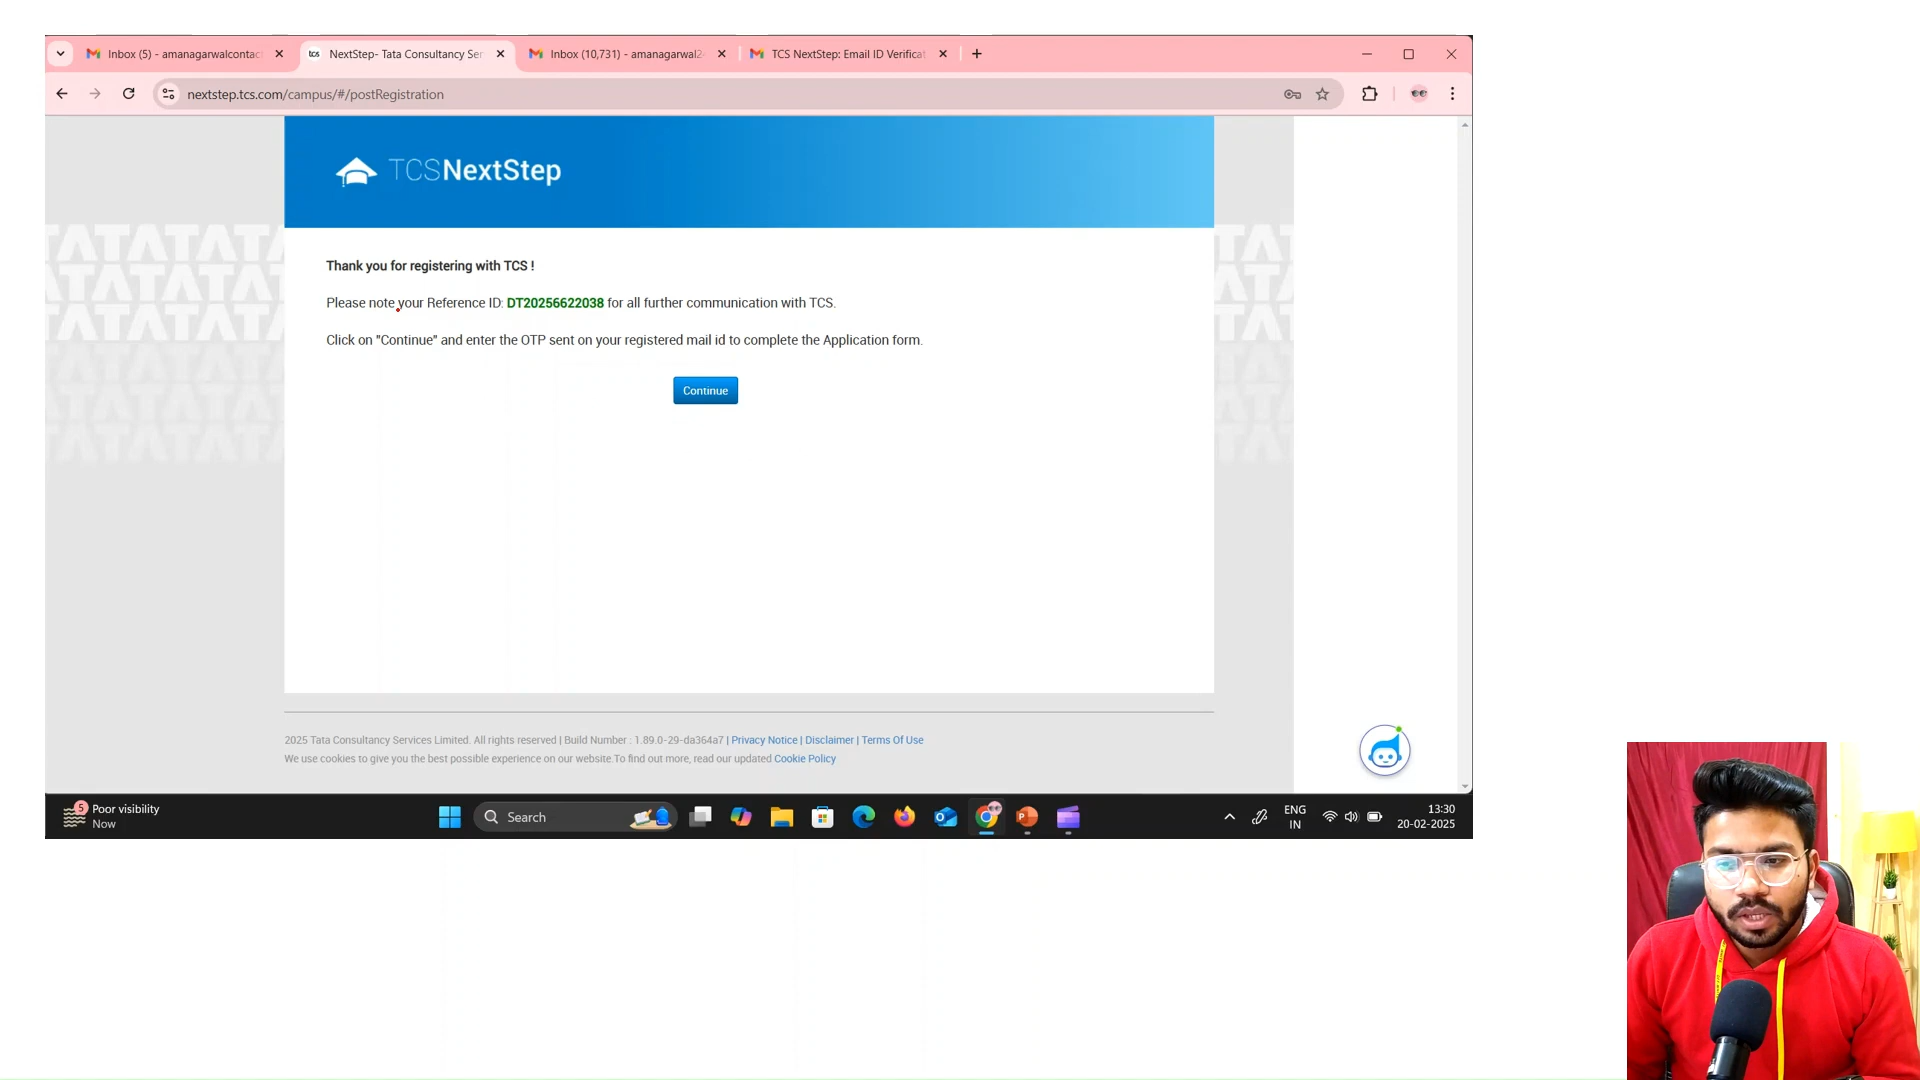 Inbox (5) - amanagarwalcontac
NextStep- Tata Consultancy Ser
Inbox (10,731) - amanagarwal2
TCS NextStep: Email ID Verificat
nextstep.tcs.com/campus/#/postRegistration
TCSNextStep
Thank you for registering with TCS !
Please note your Reference ID: DT20256622038 for all further communication with TCS.
Click on "Continue" and enter the OTP sent on your registered mail id to complete the Application form.
Continue
2025 Tata Consultancy Services Limited. All rights reserved | Build Number : 1.89.0-29-da364a7 | Privacy Notice | Disclaimer | Terms Of Use
We use cookies to give you the best possible experience on our website.To find out more, read our updated Cookie Policy
5
Poor visibility
Now
Search
ENG
IN
13:30
20-02-2025